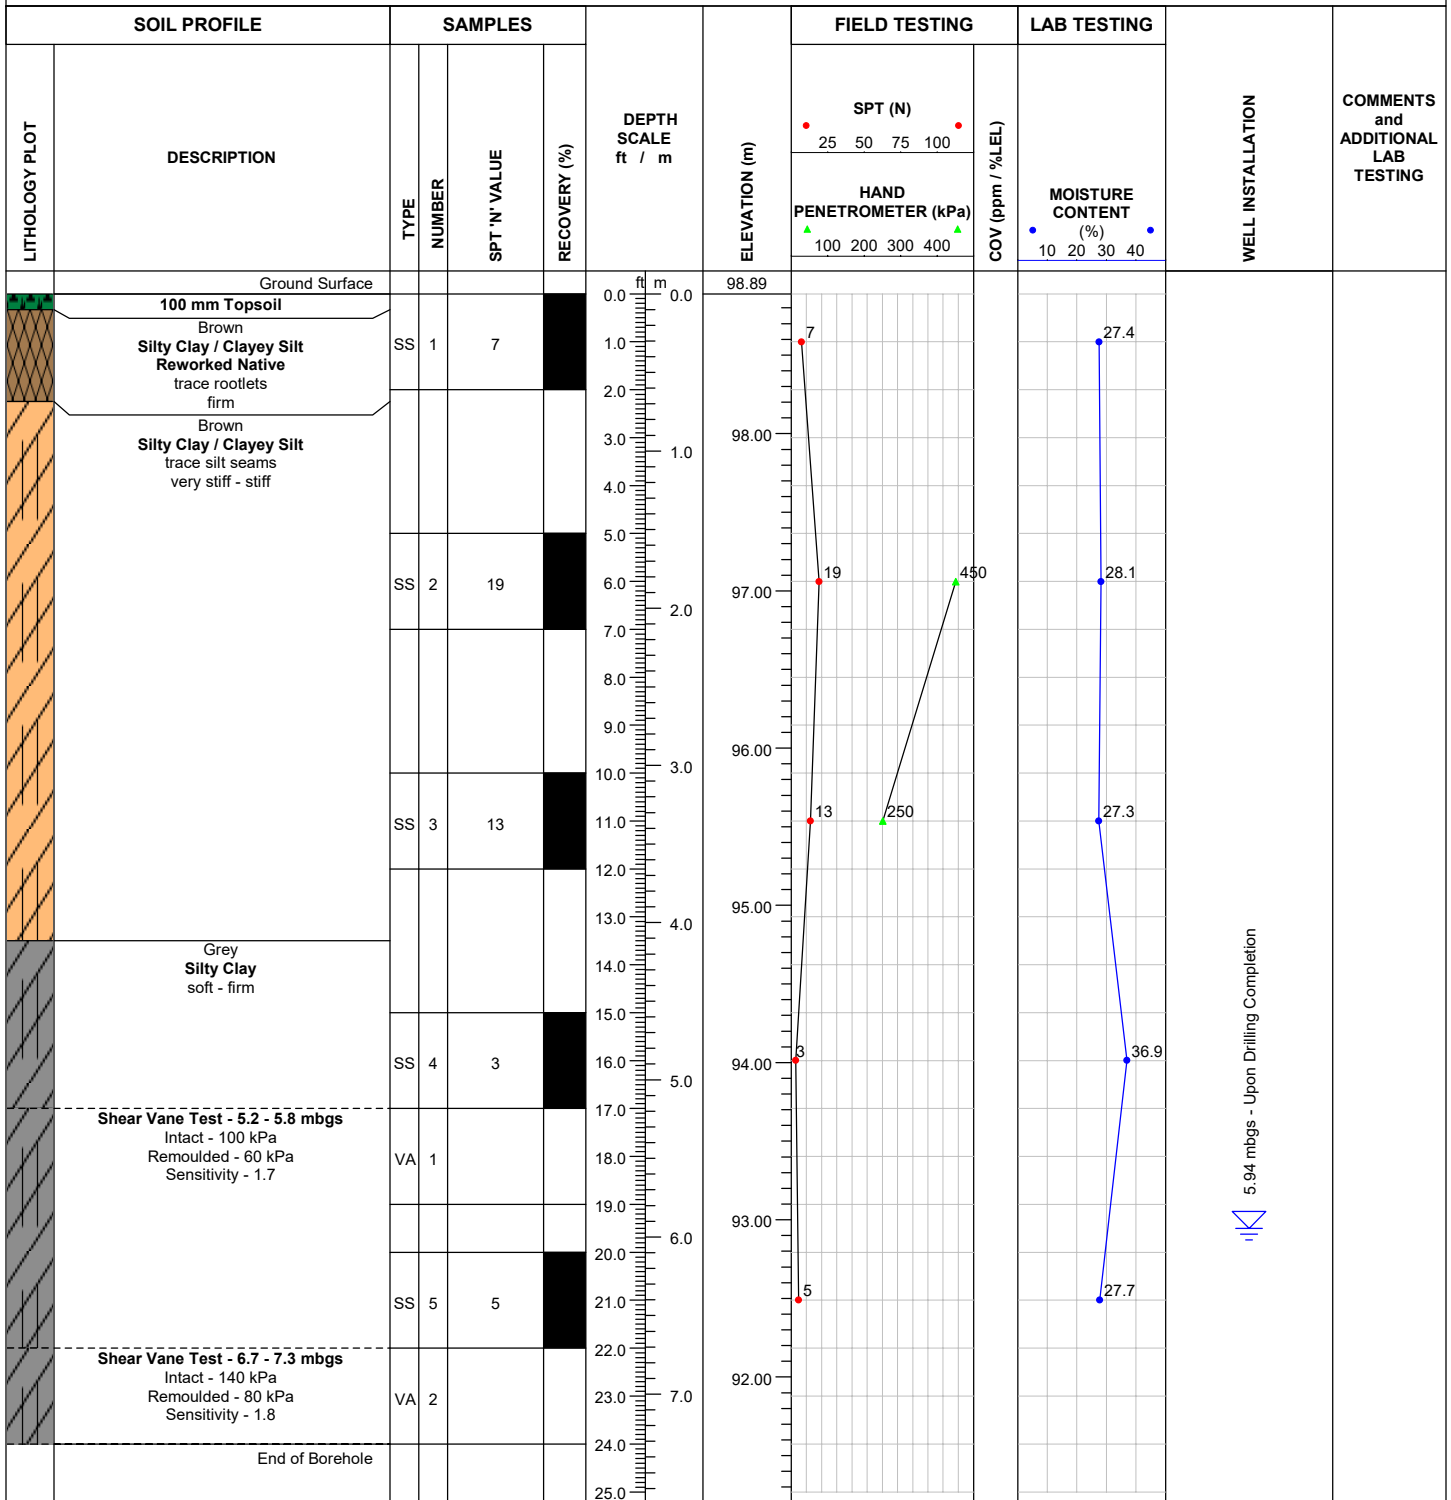 SOIL PROFILE
SAMPLES
FIELD TESTING
LAB TESTING
LITHOLOGY PLOT
DESCRIPTION
TYPE
NUMBER
SPT 'N' VALUE
RECOVERY (%)
DEPTH
SCALE
ft / m
ELEVATION (m)
SPT (N)
25 50 75 100
HAND
PENETROMETER (kPa)
100 200 300 400
COV (ppm / %LEL)
MOISTURE
CONTENT
(%)
10 20 30 40
WELL INSTALLATION
COMMENTS
and
ADDITIONAL
LAB
TESTING
Ground Surface
100 mm Topsoil
Brown
Silty Clay / Clayey Silt
Reworked Native
trace rootlets
firm
Brown
Silty Clay / Clayey Silt
trace silt seams
very stiff - stiff
Grey
Silty Clay
soft - firm
Shear Vane Test - 5.2 - 5.8 mbgs
Intact - 100 kPa
Remoulded - 60 kPa
Sensitivity - 1.7
Shear Vane Test - 6.7 - 7.3 mbgs
Intact - 140 kPa
Remoulded - 80 kPa
Sensitivity - 1.8
End of Borehole
SS 1 7
SS 2 19
SS 3 13
SS 4 3
VA 1
SS 5 5
VA 2
ft m
0.0
1.0
2.0
3.0
4.0
5.0
6.0
7.0
8.0
9.0
10.0
11.0
12.0
13.0
14.0
15.0
16.0
17.0
18.0
19.0
20.0
21.0
22.0
23.0
24.0
25.0
0.0
1.0
2.0
3.0
4.0
5.0
6.0
7.0
98.89
98.00
97.00
96.00
95.00
94.00
93.00
92.00
7
19
13
3
5
450
250
27.4
28.1
27.3
36.9
27.7
5.94 mbgs - Upon Drilling Completion